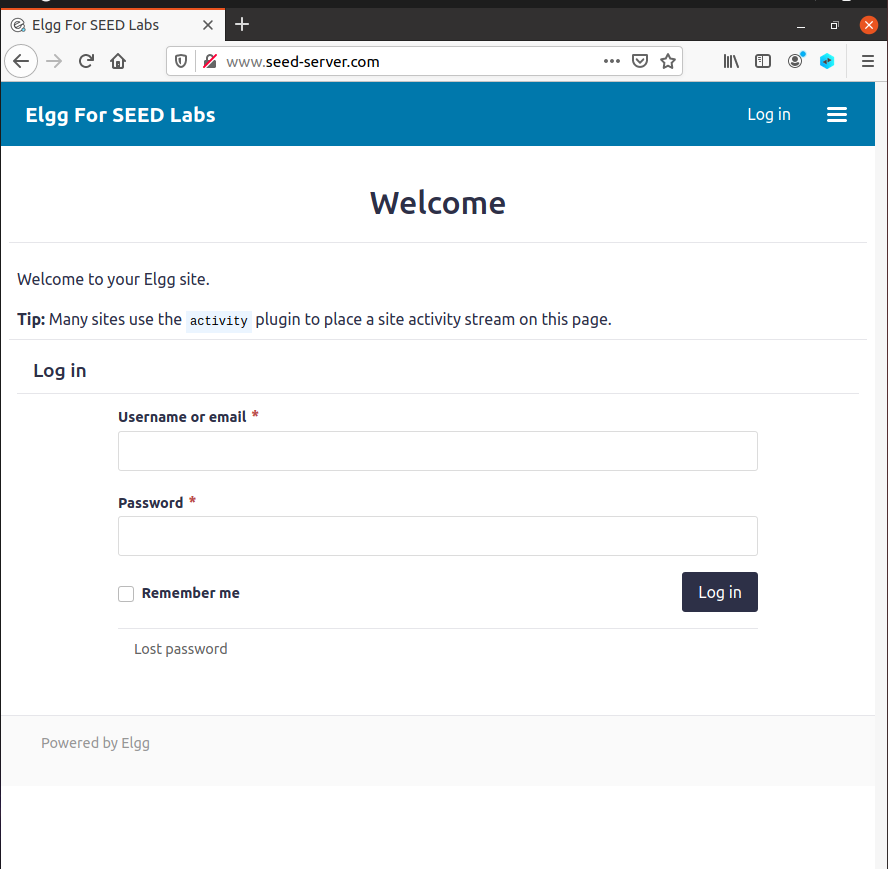 Elgg For SEED Labs
www.seed-server.com
Elgg For SEED Labs Log in
Welcome
Welcome to your Elgg site.
Tip: Many sites use the activity plugin to place a site activity stream on this page.
Log in
Username or email *
Password *
Remember me Log in
Lost password
Powered by Elgg